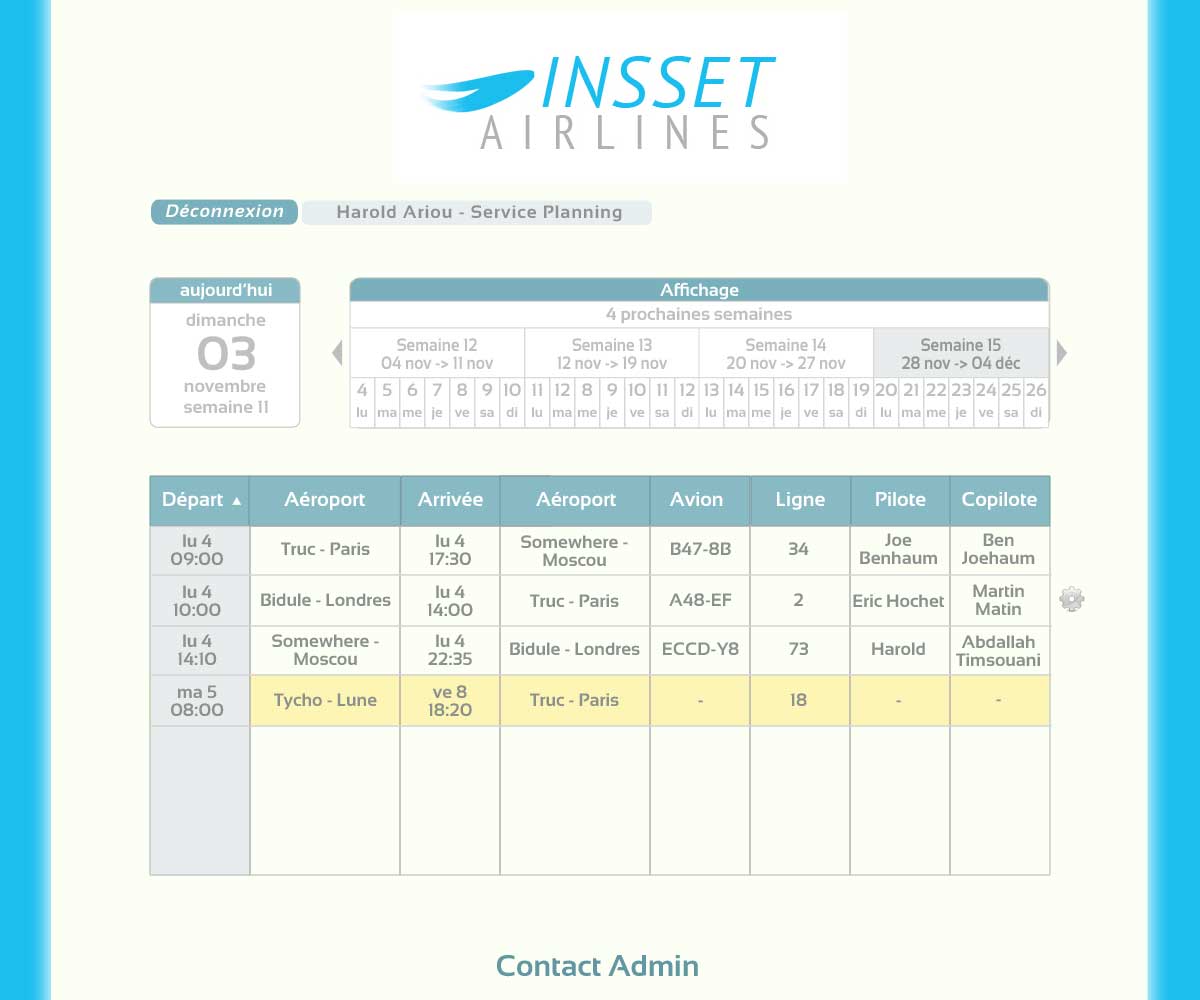 INSSET
AIRLINES
Déconnexion
Harold Ariou - Service Planning
aujourd'hui
dimanche
03
novembre
semaine 11
Affichage
4 prochaines semaines
Semaine 12 Semaine 13 Semaine 14 Semaine 15
04 nov -> 11 nov 12 nov -> 19 nov 20 nov -> 27 nov 28 nov -> 04 déc
4 5 6 7 8 9 10 11 12 8 9 10 11 12 13 14 15 16 17 18 19 20 21 22 23 24 25 26
lu ma me je ve sa di lu ma me je ve sa di lu ma me je ve sa di lu ma me je ve sa di
Départ ▲ Aéroport Arrivée Aéroport Avion Ligne Pilote Copilote
lu 4
09:00
Truc - Paris
lu 4
17:30
Somewhere -
Moscou
B47-8B
34
Joe
Benhaum
Ben
Joehaum
lu 4
10:00
Bidule - Londres
lu 4
14:00
Truc - Paris
A48-EF
2
Eric Hochet
Martin
Matin
lu 4
14:10
Somewhere -
Moscou
lu 4
22:35
Bidule - Londres
ECCD-Y8
73
Harold
Abdallah
Timsouani
ma 5
08:00
Tycho - Lune
ve 8
18:20
Truc - Paris
-
18
-
-
Contact Admin